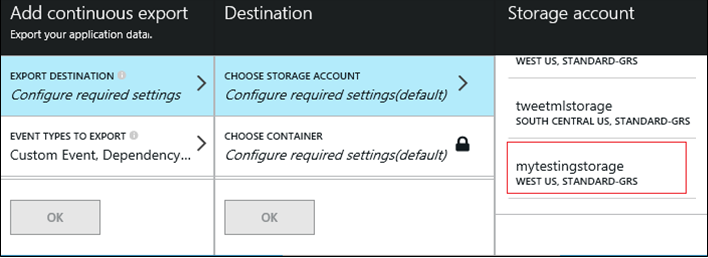 Add continuous export
Export your application data.
EXPORT DESTINATION
Configure required settings
EVENT TYPES TO EXPORT
Custom Event, Dependency...
OK
Destination
CHOOSE STORAGE ACCOUNT
Configure required settings(default)
CHOOSE CONTAINER
Configure required settings(default)
OK
Storage account
WEST US, STANDARD-GRS
tweetmlstorage
SOUTH CENTRAL US, STANDARD-GRS
mytestingstorage
WEST US, STANDARD-GRS